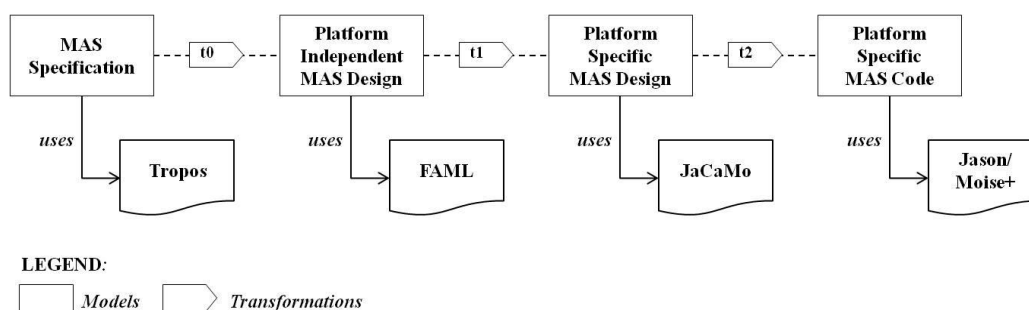 MAS
Specification
t0
Platform
Independent
MAS Design
t1
Platform
Specific
MAS Design
t2
Platform
Specific
MAS Code
uses
uses
uses
uses
Tropos
FAML
JaCaMo
Jason/
Moise+
LEGEND:
Models
Transformations